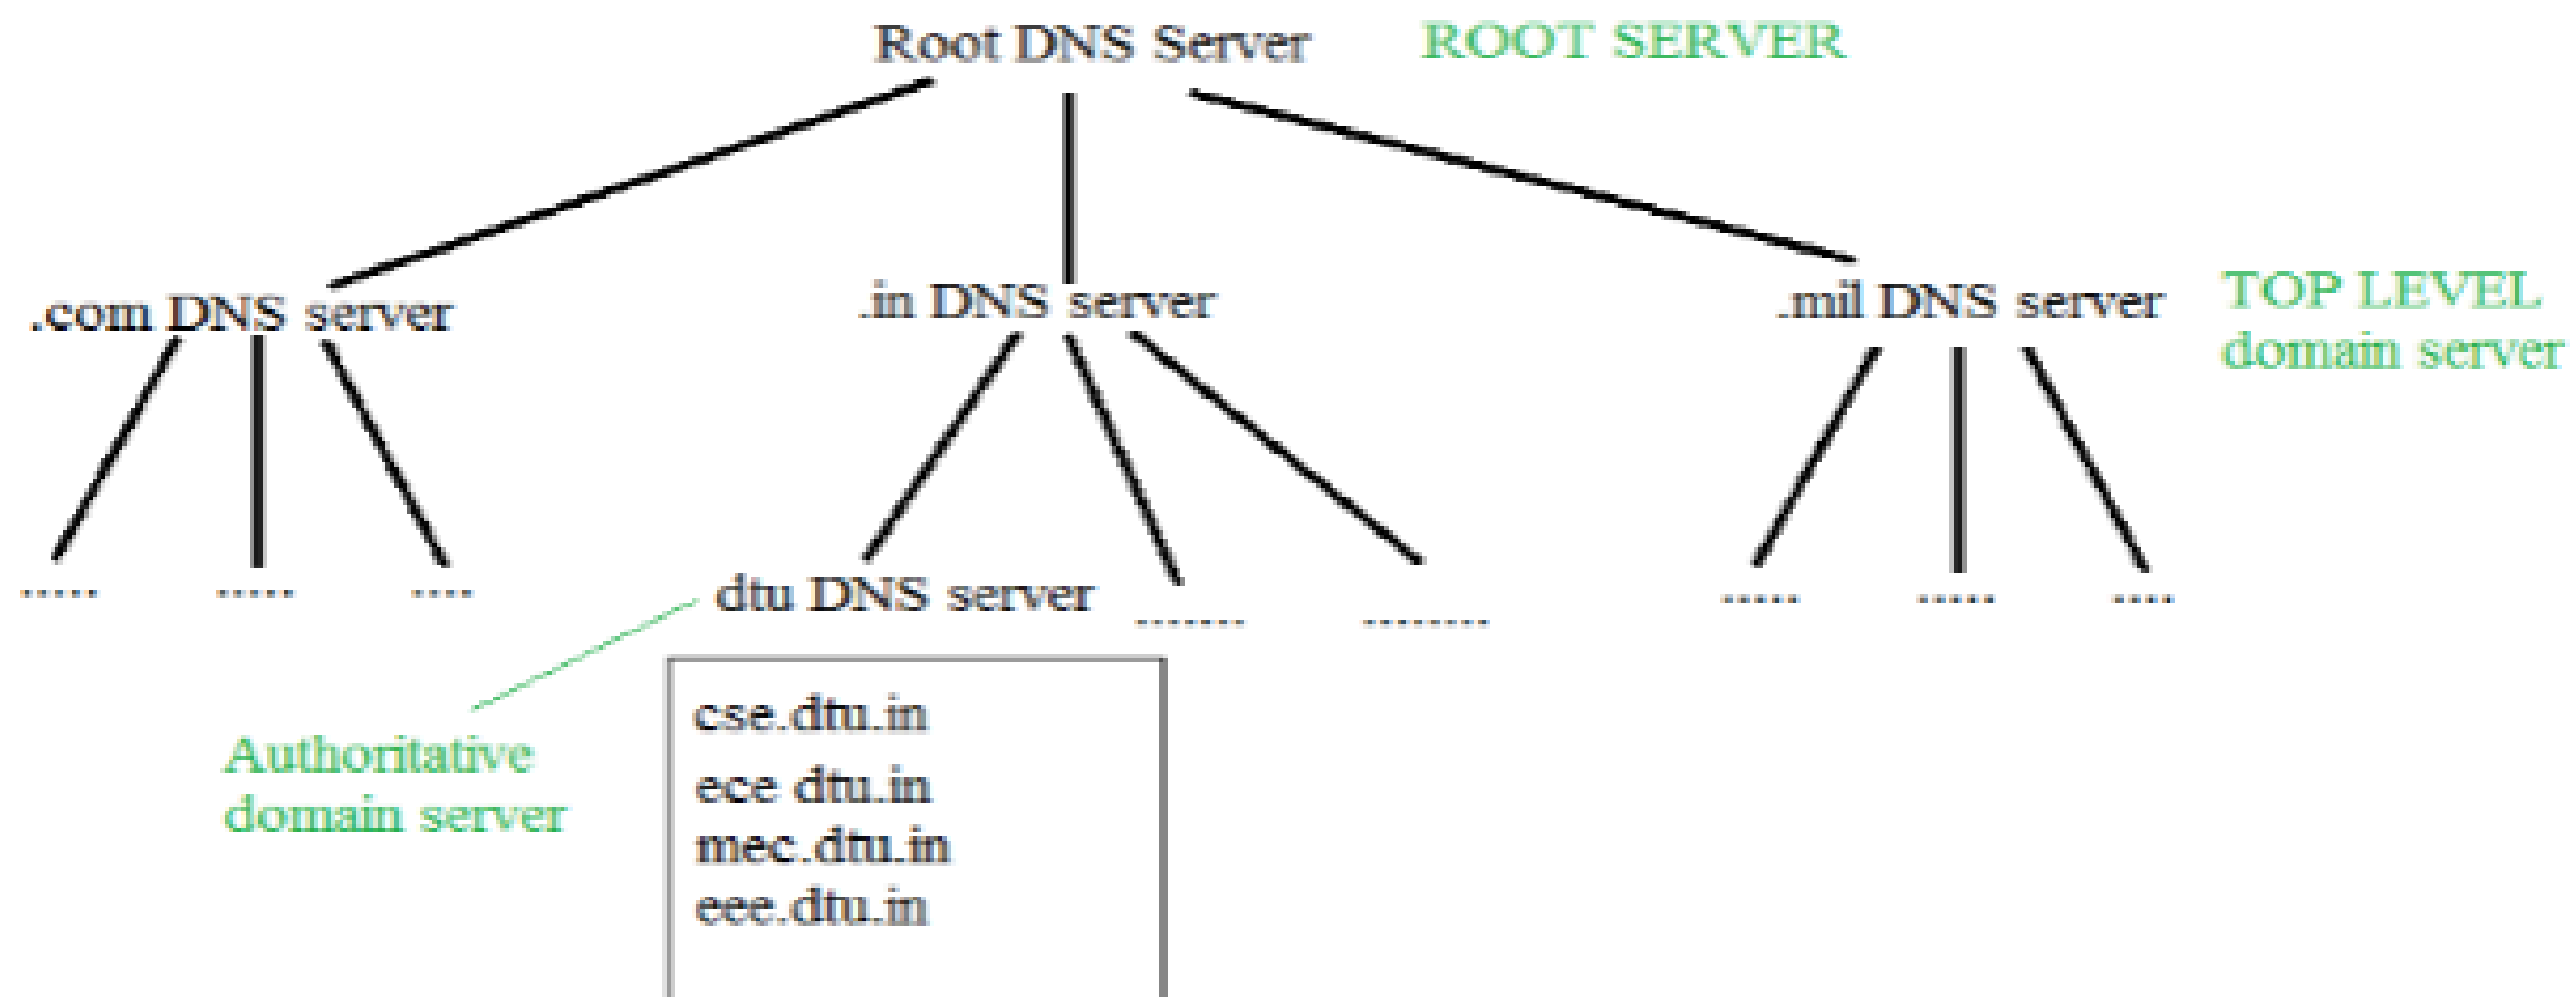 Root DNS Server
ROOT SERVER
.com DNS server
.in DNS server
.mil DNS server
TOP LEVEL
domain server
.....
.....
....
dtu DNS server
.......
........
.....
.....
....
Authoritative
domain server
cse.dtu.in
ece dtu.in
mec.dtu.in
eee.dtu.in